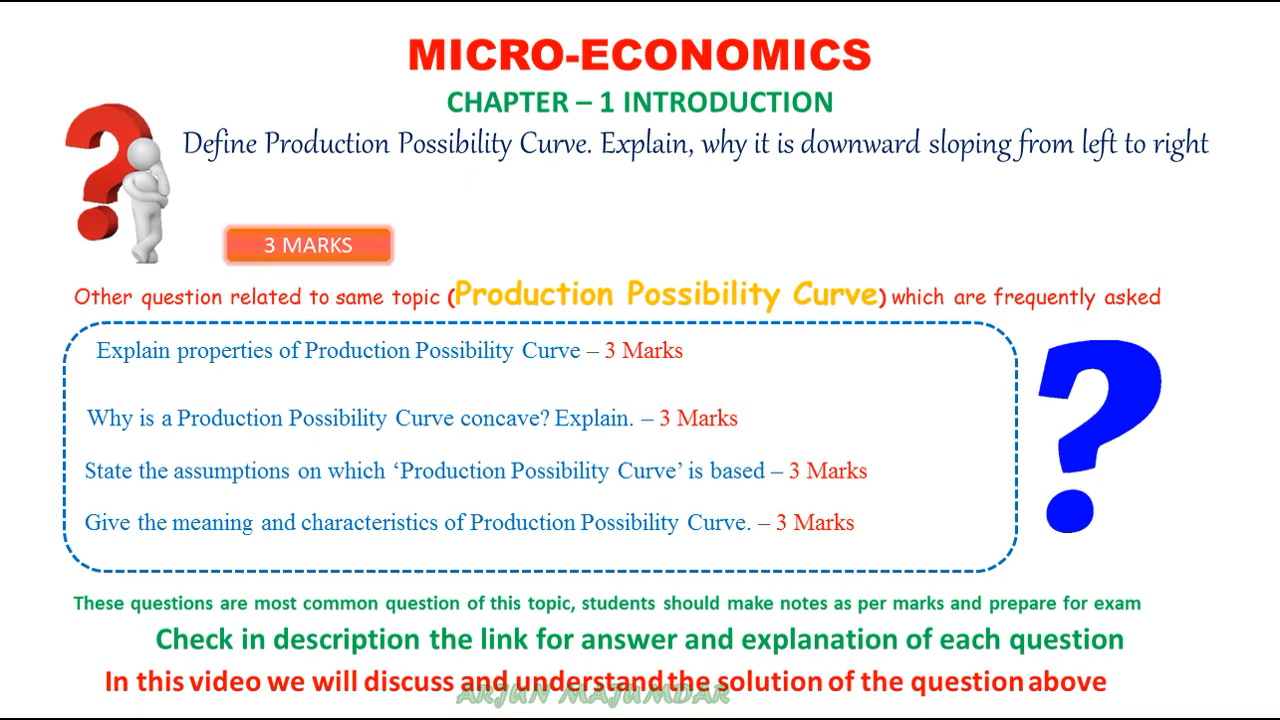 MICRO-ECONOMICS
CHAPTER – 1 INTRODUCTION
Define Production Possibility Curve. Explain, why it is downward sloping from left to right
3 MARKS
Other question related to same topic (Production Possibility Curve) which are frequently asked
Explain properties of Production Possibility Curve – 3 Marks
Why is a Production Possibility Curve concave? Explain. – 3 Marks
State the assumptions on which ‘Production Possibility Curve’ is based – 3 Marks
Give the meaning and characteristics of Production Possibility Curve. – 3 Marks
These questions are most common question of this topic, students should make notes as per marks and prepare for exam
Check in description the link for answer and explanation of each question
In this video we will discuss and understand the solution of the question above
ARJUN MAJUMDAR